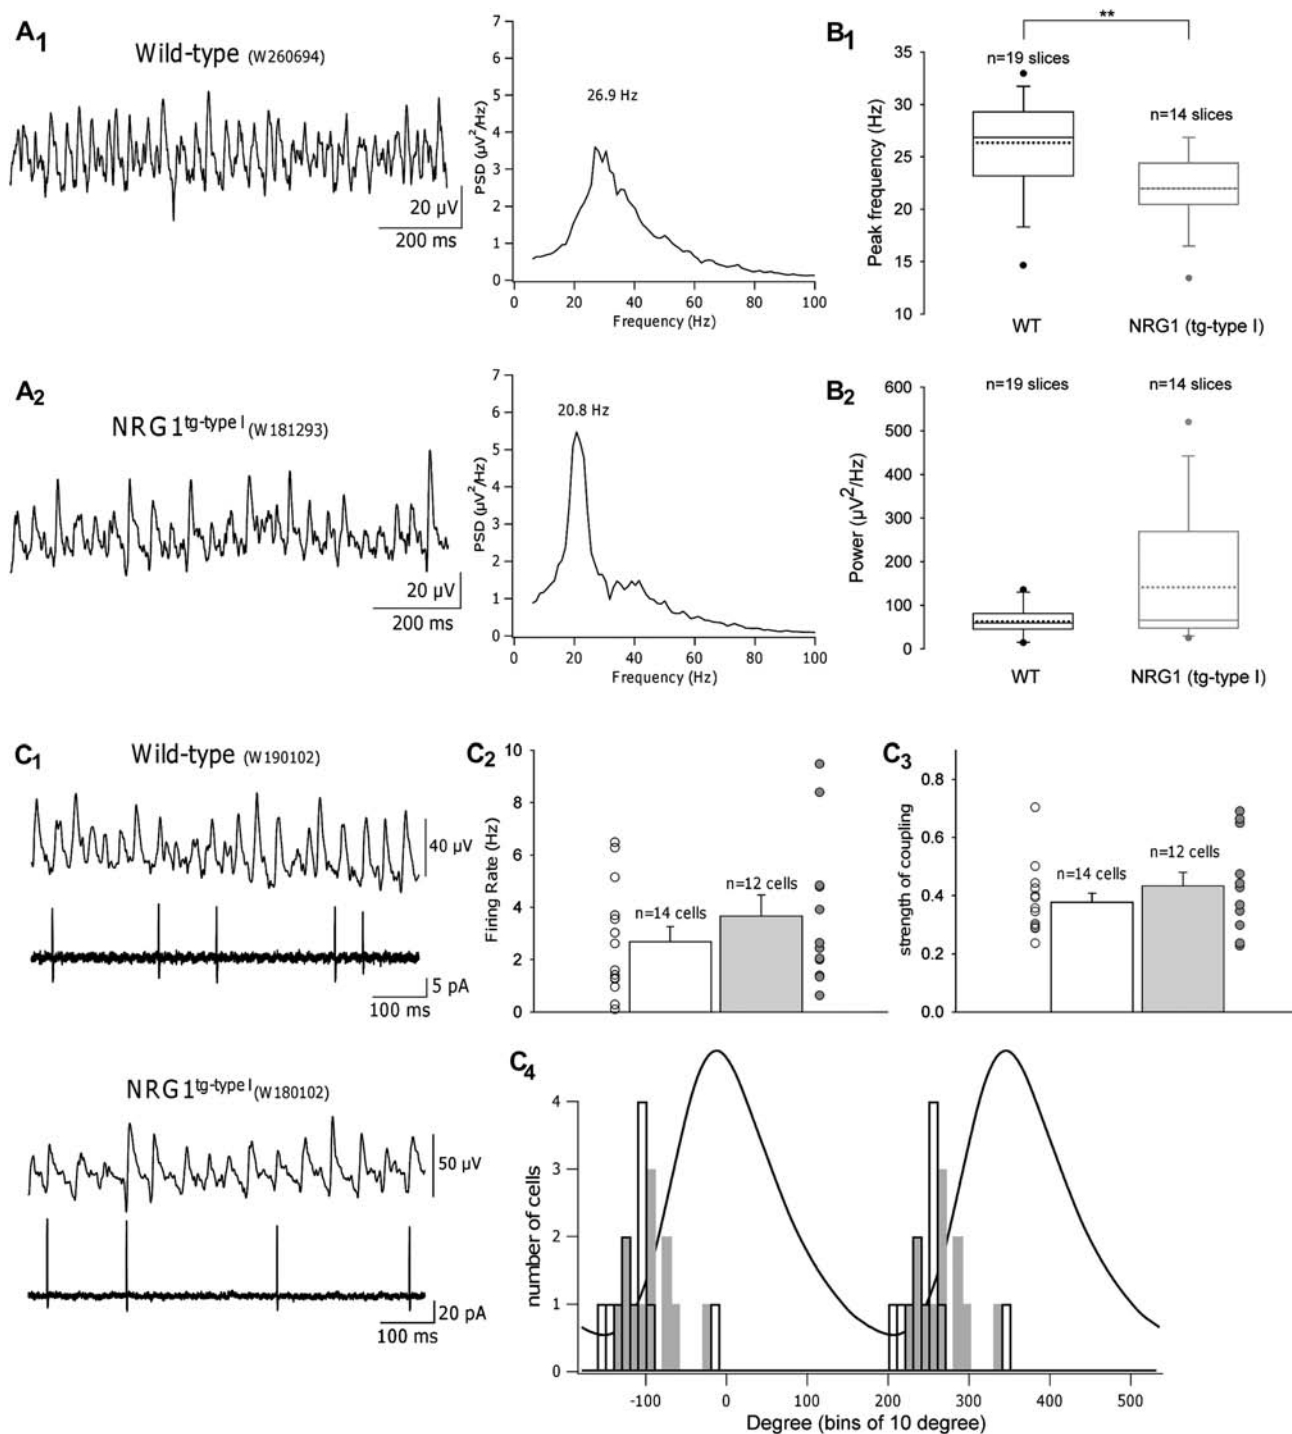 A1
Wild-type (W260694)
20 µV
200 ms
7
6
5
4
3
2
1
0
PSD (µV²/Hz)
26.9 Hz
0 20 40 60 80 100
Frequency (Hz)
B1
**
35
30
25
20
15
10
Peak frequency (Hz)
n=19 slices
n=14 slices
WT NRG1 (tg-type I)
A2
NRG1tg-type I (W181293)
20 µV
200 ms
7
6
5
4
3
2
1
0
PSD (µV²/Hz)
20.8 Hz
0 20 40 60 80 100
Frequency (Hz)
B2
600
500
400
300
200
100
0
Power (µV²/Hz)
n=19 slices
n=14 slices
WT NRG1 (tg-type I)
C1
Wild-type (W190102)
40 µV
5 pA
100 ms
NRG1tg-type I (W180102)
50 µV
20 pA
100 ms
C2
10
8
6
4
2
0
Firing Rate (Hz)
n=14 cells
n=12 cells
C3
0.8
0.6
0.4
0.2
0.0
strength of coupling
n=14 cells
n=12 cells
C4
4
3
2
1
0
number of cells
-100 0 100 200 300 400 500
Degree (bins of 10 degree)